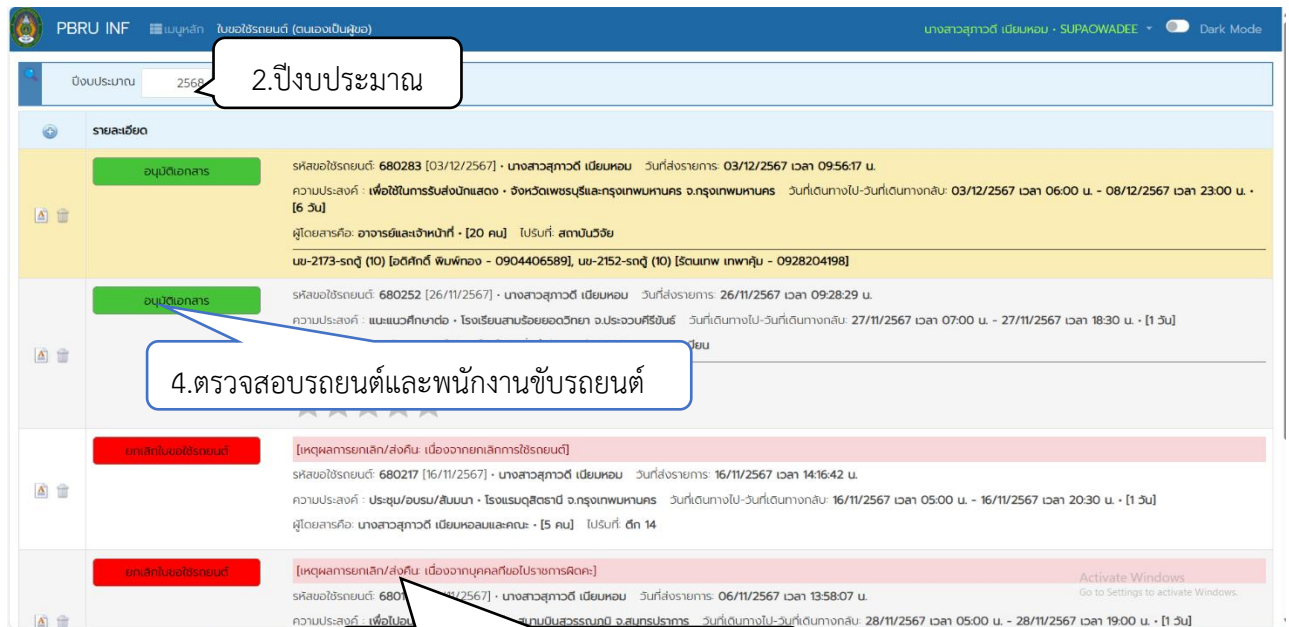 PBRU INF เมนูหลัก ใบขอใช้รถยนต์ (ตนเองเป็นผู้ขอ) นางสาวสุภาวดี เนียมหอม • SUPAOWADEE Dark Mode
ปีงบประมาณ 2568
2.ปีงบประมาณ
รายละเอียด
อนุมัติเอกสาร
รหัสขอใช้รถยนต์: 680283 [03/12/2567] • นางสาวสุภาวดี เนียมหอม วันที่ส่งรายการ: 03/12/2567 เวลา 09:56:17 น.
ความประสงค์ : เพื่อใช้ในการรับส่งนักแสดง • จังหวัดเพชรบุรีและกรุงเทพมหานคร จ.กรุงเทพมหานคร วันที่เดินทางไป-วันที่เดินทางกลับ: 03/12/2567 เวลา 06:00 น. - 08/12/2567 เวลา 23:00 น. •
[6 วัน]
ผู้โดยสารคือ: อาจารย์และเจ้าหน้าที่ • [20 คน] ไปรับที่: สถาบันวิจัย
นข-2173-รถตู้ (10) [อดิศักดิ์ พิมพ์ทอง - 0904406589], นข-2152-รถตู้ (10) [รัตนเทพ เทพาคุ้ม - 0928204198]
อนุมัติเอกสาร
รหัสขอใช้รถยนต์: 680252 [26/11/2567] • นางสาวสุภาวดี เนียมหอม วันที่ส่งรายการ: 26/11/2567 เวลา 09:28:29 น.
ความประสงค์ : แนะแนวศึกษาต่อ • โรงเรียนสามร้อยยอดวิทยา จ.ประจวบคีรีขันธ์ วันที่เดินทางไป-วันที่เดินทางกลับ: 27/11/2567 เวลา 07:00 น. - 27/11/2567 เวลา 18:30 น. • [1 วัน]
4.ตรวจสอบรถยนต์และพนักงานขับรถยนต์
ยกเลิกใบขอใช้รถยนต์
[เหตุผลการยกเลิก/ส่งคืน: เนื่องจากยกเลิกการใช้รถยนต์]
รหัสขอใช้รถยนต์: 680217 [16/11/2567] • นางสาวสุภาวดี เนียมหอม วันที่ส่งรายการ: 16/11/2567 เวลา 14:16:42 น.
ความประสงค์ : ประชุม/อบรม/สัมมนา • โรงแรมดุสิตธานี จ.กรุงเทพมหานคร วันที่เดินทางไป-วันที่เดินทางกลับ: 16/11/2567 เวลา 05:00 น. - 16/11/2567 เวลา 20:30 น. • [1 วัน]
ผู้โดยสารคือ: นางสาวสุภาวดี เนียมหอลมและคณะ • [5 คน] ไปรับที่: ตึก 14
ยกเลิกใบขอใช้รถยนต์
[เหตุผลการยกเลิก/ส่งคืน: เนื่องจากบุคคลทีขอไปราชการผิดคะ]
รหัสขอใช้รถยนต์: 6801 /11/2567] • นางสาวสุภาวดี เนียมหอม วันที่ส่งรายการ: 06/11/2567 เวลา 13:58:07 น.
ความประสงค์ : เพื่อไปอบ สนามบินสุวรรณภูมิ จ.สมุทรปราการ วันที่เดินทางไป-วันที่เดินทางกลับ: 28/11/2567 เวลา 05:00 น. - 28/11/2567 เวลา 19:00 น. • [1 วัน]
Activate Windows
Go to Settings to activate Windows.